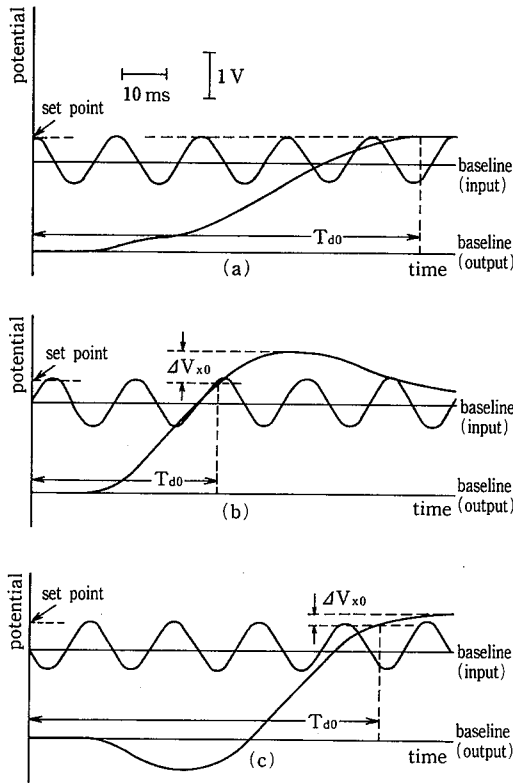 potential
1 V
10 ms
set point
baseline
(input)
T_d0
baseline
(output)
time
(a)
potential
set point
ΔV_x0
baseline
(input)
T_d0
baseline
(output)
time
(b)
potential
set point
ΔV_x0
baseline
(input)
T_d0
baseline
(output)
time
(c)